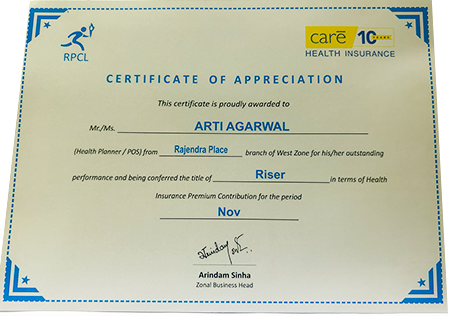 RPCL
care 10 YEARS
HEALTH INSURANCE
CERTIFICATE OF APPRECIATION
This certificate is proudly awarded to
Mr./Ms. ARTI AGARWAL
(Health Planner / POS) from Rajendra Place branch of West Zone for his/her outstanding
performance and being conferred the title of Riser in terms of Health
Insurance Premium Contribution for the period
Nov
Arindam Sinha
Zonal Business Head